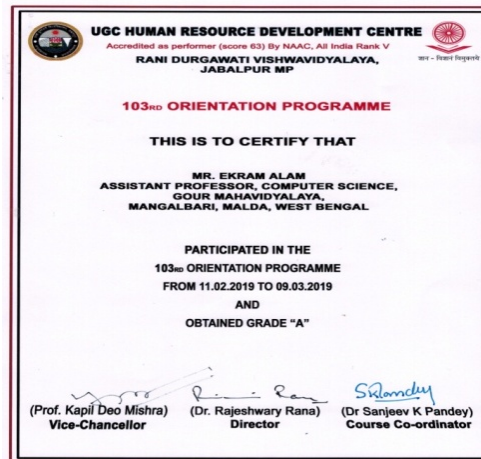 UGC HUMAN RESOURCE DEVELOPMENT CENTRE
Accredited as performer (score 63) By NAAC, All India Rank V
RANI DURGAWATI VISHWAVIDYALAYA,
JABALPUR MP
ज्ञान - विज्ञानं विमुक्तये
103RD ORIENTATION PROGRAMME
THIS IS TO CERTIFY THAT
MR. EKRAM ALAM
ASSISTANT PROFESSOR, COMPUTER SCIENCE,
GOUR MAHAVIDYALAYA,
MANGALBARI, MALDA, WEST BENGAL
PARTICIPATED IN THE
103RD ORIENTATION PROGRAMME
FROM 11.02.2019 TO 09.03.2019
AND
OBTAINED GRADE “A”
SKPandey
(Prof. Kapil Deo Mishra) (Dr. Rajeshwary Rana) (Dr Sanjeev K Pandey)
Vice-Chancellor Director Course Co-ordinator